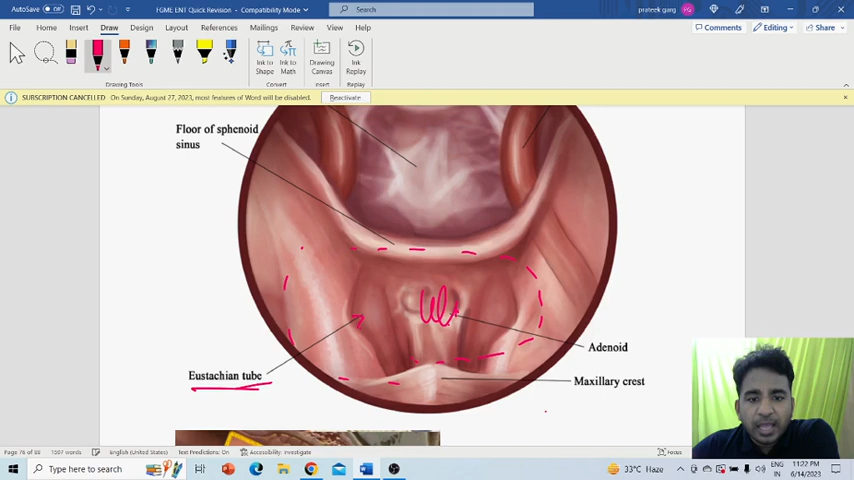 AutoSave Off FGME ENT Quick Revision - Compatibility Mode Search prateek garg PG
File Home Insert Draw Design Layout References Mailings Review View Help Comments Editing Share
Ink to Shape Ink to Math Drawing Canvas Ink Replay
Drawing Tools Convert Insert Replay
SUBSCRIPTION CANCELLED On Sunday, August 27, 2023, most features of Word will be disabled. Reactivate
Floor of sphenoid
sinus
Adenoid
Eustachian tube
Maxillary crest
Page 76 of 88 1587 words English (United States) Text Predictions: On Accessibility: Investigate Focus
Type here to search 33°C Haze ENG IN 11:22 PM 6/14/2023